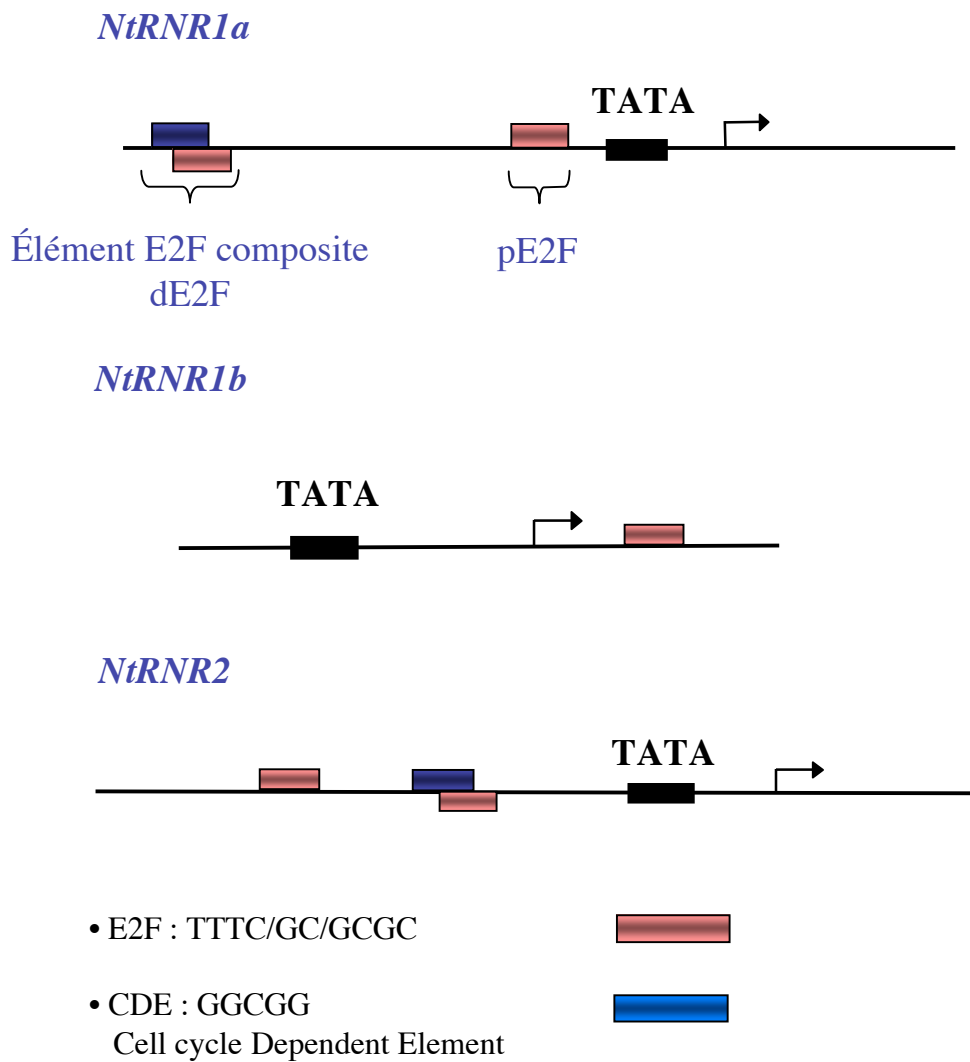 NtRNR1a
TATA
Élément E2F composite
dE2F
pE2F
NtRNR1b
TATA
NtRNR2
TATA
• E2F : TTTC/GC/GCGC
• CDE : GGCGG
Cell cycle Dependent Element